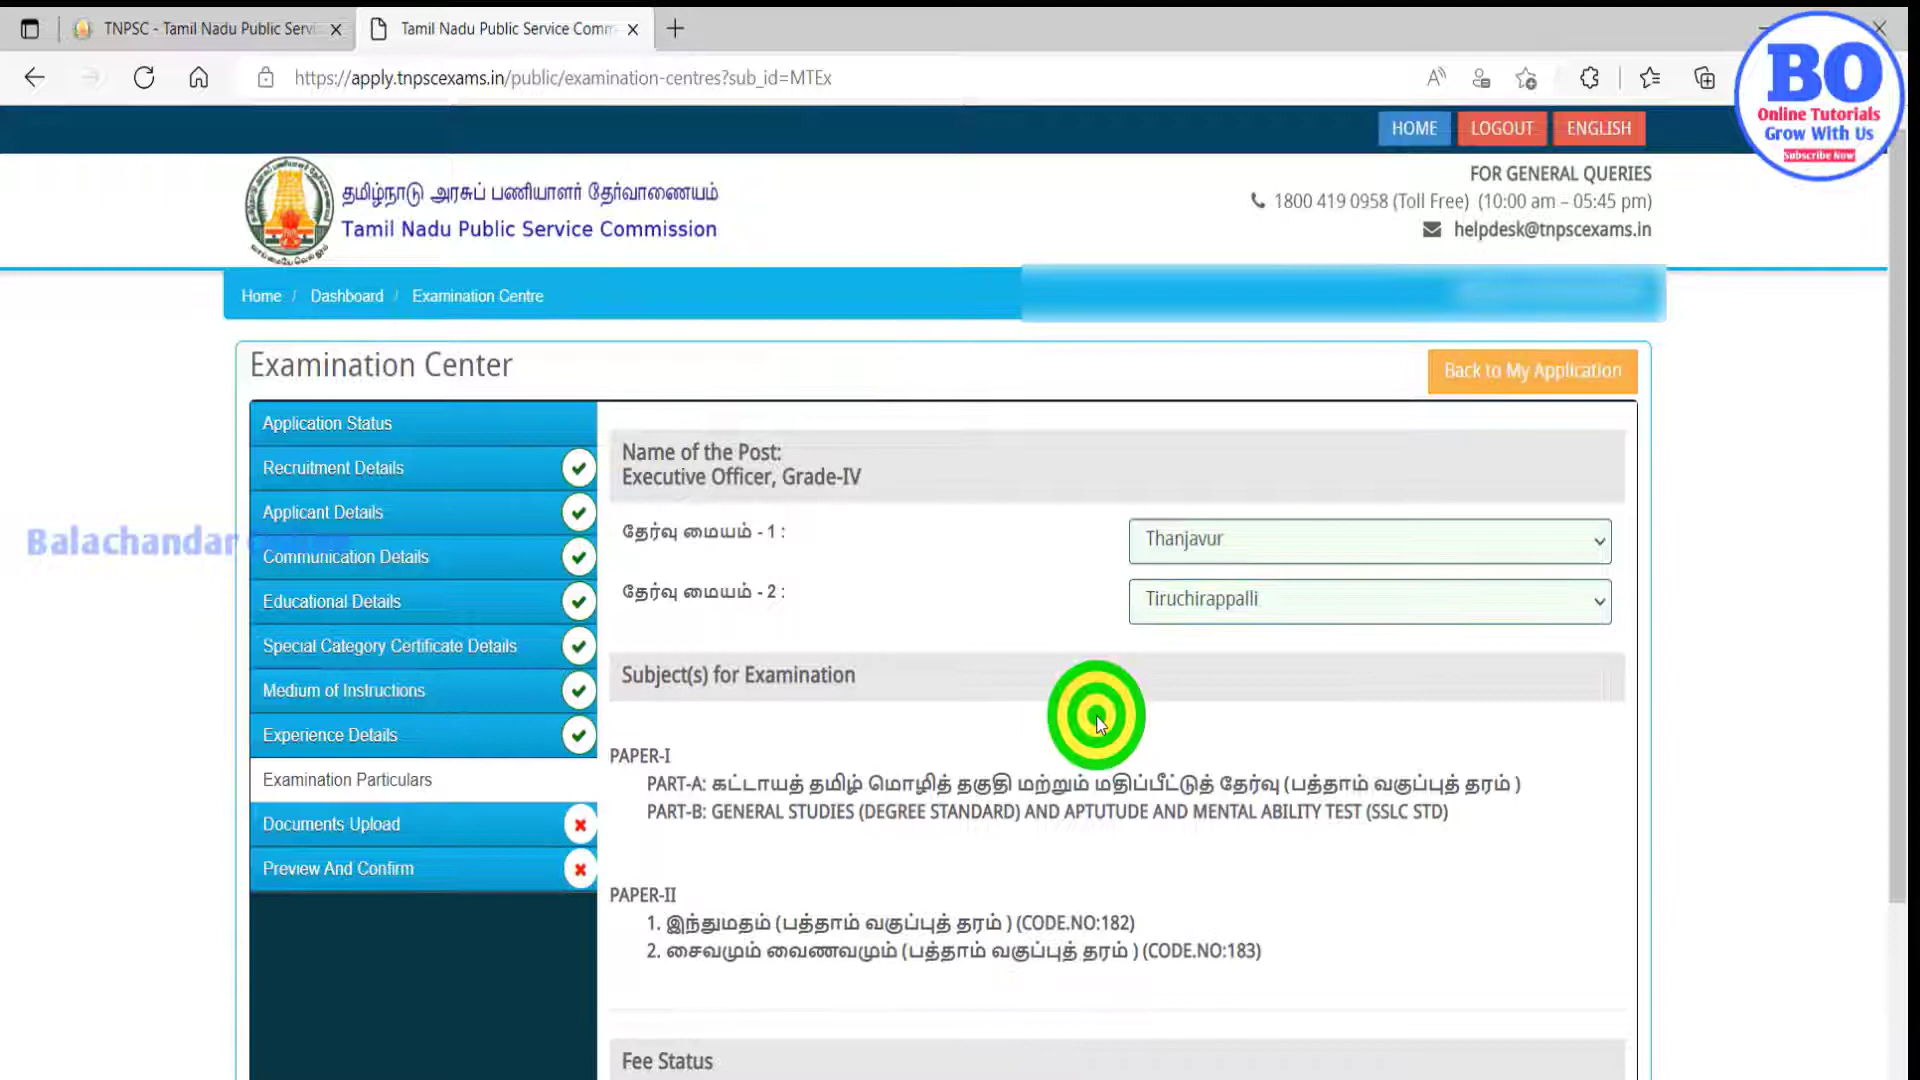 TNPSC - Tamil Nadu Public Servi
Tamil Nadu Public Service Comm
https://apply.tnpscexams.in/public/examination-centres?sub_id=MTEx
BO
Online Tutorials
Grow With Us
Subscribe Now
HOME
LOGOUT
ENGLISH
தமிழ்நாடு அரசுப் பணியாளர் தேர்வாணையம்
Tamil Nadu Public Service Commission
FOR GENERAL QUERIES
1800 419 0958 (Toll Free) (10:00 am – 05:45 pm)
helpdesk@tnpscexams.in
Home / Dashboard / Examination Centre
Examination Center
Back to My Application
Application Status
Recruitment Details
Applicant Details
Communication Details
Educational Details
Special Category Certificate Details
Medium of Instructions
Experience Details
Examination Particulars
Documents Upload
Preview And Confirm
Balachandar
Name of the Post:
Executive Officer, Grade-IV
தேர்வு மையம் - 1 :
Thanjavur
தேர்வு மையம் - 2 :
Tiruchirappalli
Subject(s) for Examination
PAPER-I
PART-A: கட்டாயத் தமிழ் மொழித் தகுதி மற்றும் மதிப்பீட்டுத் தேர்வு (பத்தாம் வகுப்புத் தரம் )
PART-B: GENERAL STUDIES (DEGREE STANDARD) AND APTUTUDE AND MENTAL ABILITY TEST (SSLC STD)
PAPER-II
1. இந்துமதம் (பத்தாம் வகுப்புத் தரம் ) (CODE.NO:182)
2. சைவமும் வைணவமும் (பத்தாம் வகுப்புத் தரம் ) (CODE.NO:183)
Fee Status